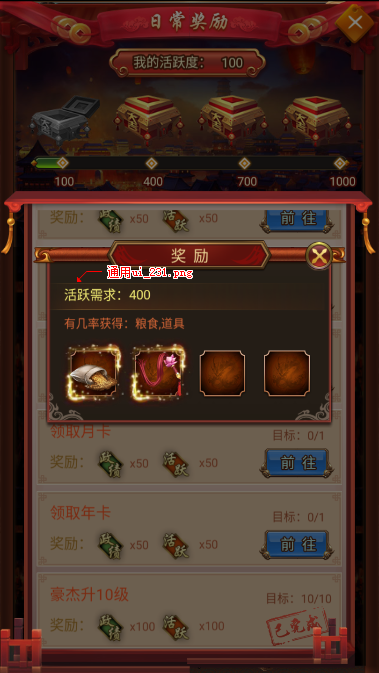 日常奖励
我的活跃度： 100
100 400 700 1000
奖励： 政绩 x50 活跃 x50 前往
奖励
通用ui_231.png
活跃需求：400
有几率获得：粮食,道具
领取月卡
目标：0/1
奖励： 政绩 x50 活跃 x50 前往
领取年卡
目标：0/1
奖励： 政绩 x50 活跃 x50 前往
豪杰升10级
目标：10/10
奖励： 政绩 x100 活跃 x100 已完成